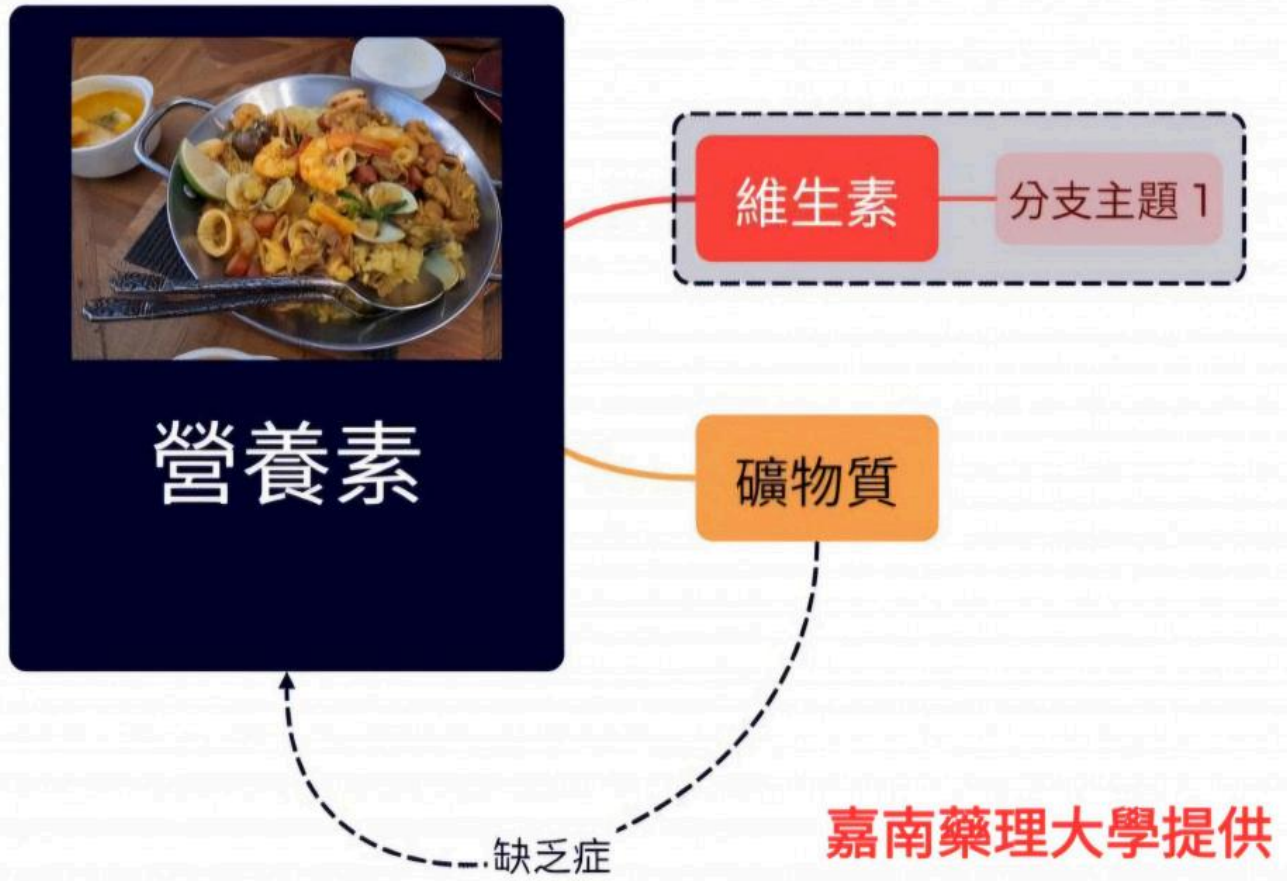 營養素
維生素
分支主題 1
礦物質
缺乏症
嘉南藥理大學提供